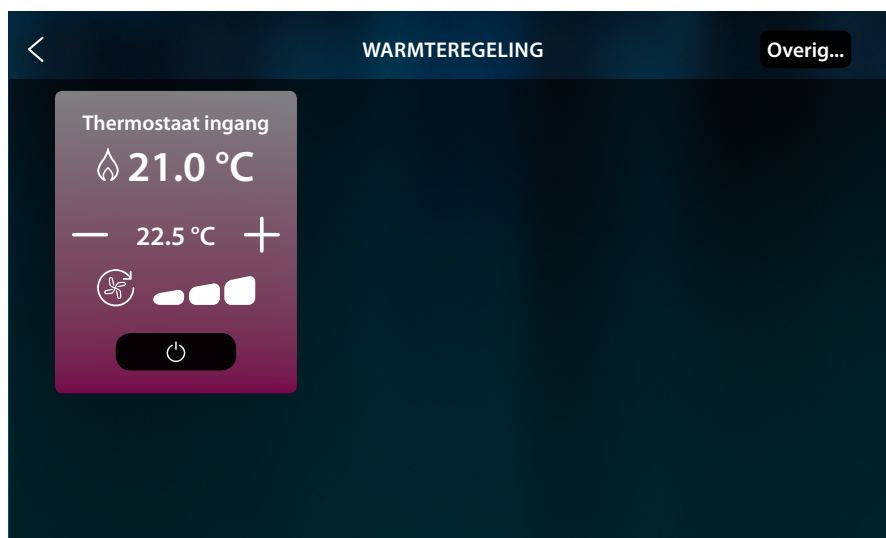 WARMTEREGELING
Overig...
Thermostaat ingang
21.0 °C
22.5 °C